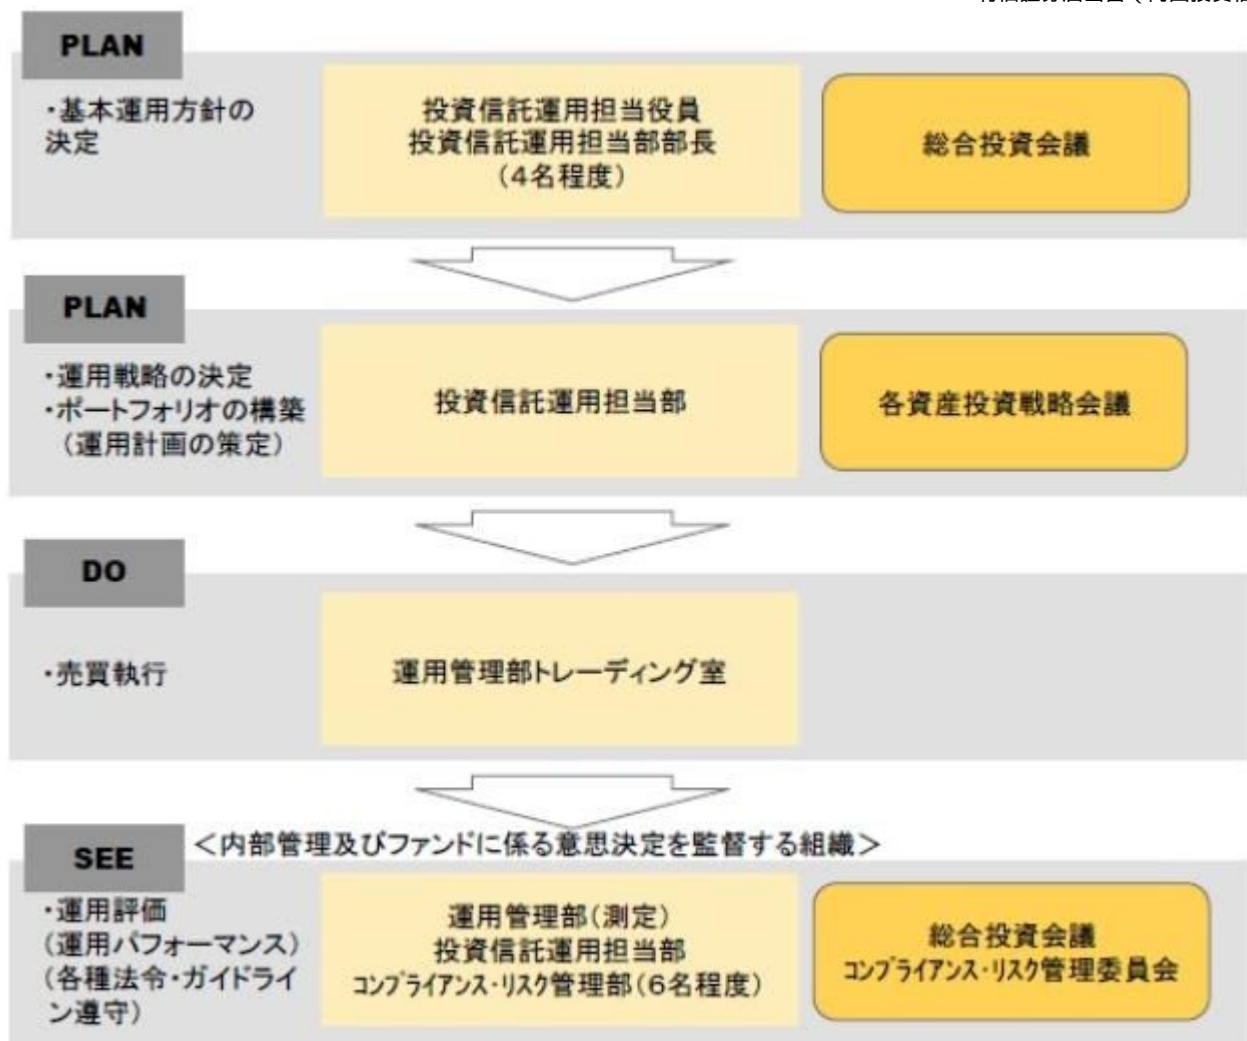 PLAN
・基本運用方針の
決定
投資信託運用担当役員
投資信託運用担当部部長
(4名程度)
総合投資会議
PLAN
・運用戦略の決定
・ポートフォリオの構築
(運用計画の策定)
投資信託運用担当部
各資産投資戦略会議
DO
・売買執行
運用管理部トレーディング室
SEE
<内部管理及びファンドに係る意思決定を監督する組織>
・運用評価
(運用パフォーマンス)
(各種法令・ガイドライ
ン遵守)
運用管理部(測定)
投資信託運用担当部
コンプライアンス・リスク管理部(6名程度)
総合投資会議
コンプライアンス・リスク管理委員会